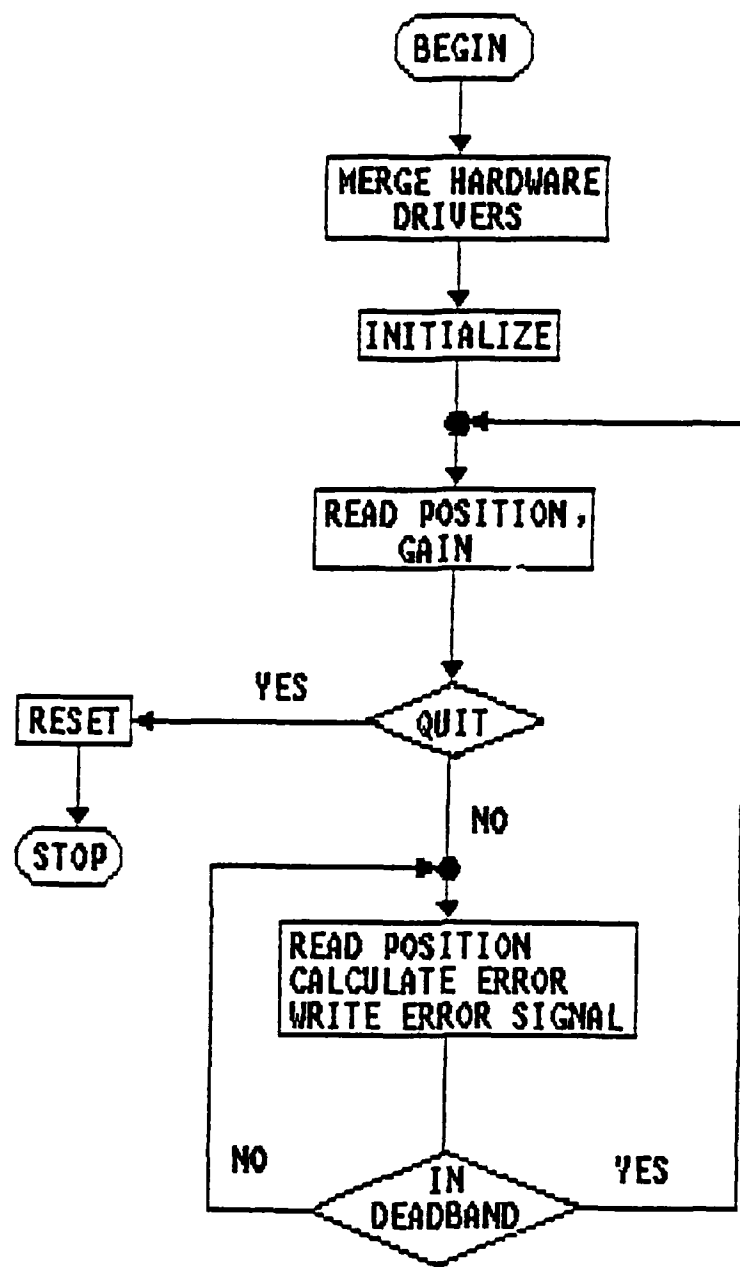 BEGIN
MERGE HARDWARE
DRIVERS
INITIALIZE
READ POSITION,
GAIN
YES
RESET
QUIT
NO
STOP
READ POSITION
CALCULATE ERROR
WRITE ERROR SIGNAL
NO
YES
IN
DEADBAND